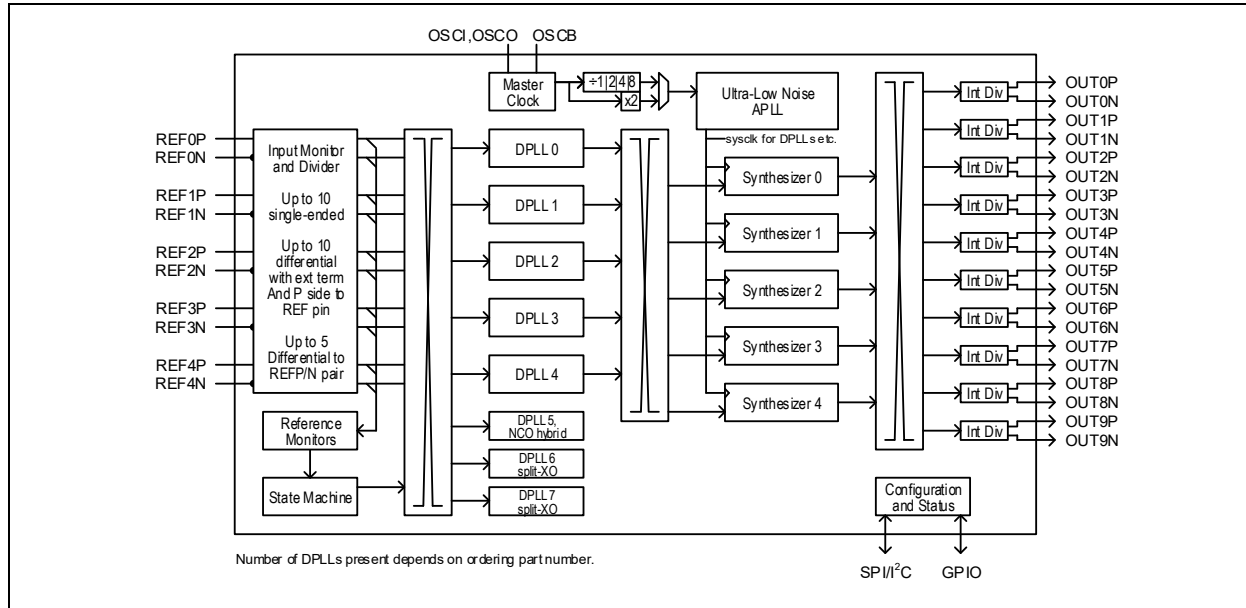 OSCI,OSCO OSCB
Master
Clock
÷1|2|4|8
x2
Ultra-Low Noise
APLL
sysclk for DPLLs etc.
REF0P
REF0N
REF1P
REF1N
REF2P
REF2N
REF3P
REF3N
REF4P
REF4N
Input Monitor
and Divider
Up to 10
single-ended
Up to 10
differential
with ext term
And P side to
REF pin
Up to 5
Differential to
REFP/N pair
Reference
Monitors
State Machine
DPLL 0
DPLL 1
DPLL 2
DPLL 3
DPLL 4
DPLL 5,
NCO hybrid
DPLL 6
split-XO
DPLL 7
split-XO
Synthesizer 0
Synthesizer 1
Synthesizer 2
Synthesizer 3
Synthesizer 4
Int Div
Int Div
Int Div
Int Div
Int Div
Int Div
Int Div
Int Div
Int Div
Int Div
OUT0P
OUT0N
OUT1P
OUT1N
OUT2P
OUT2N
OUT3P
OUT3N
OUT4P
OUT4N
OUT5P
OUT5N
OUT6P
OUT6N
OUT7P
OUT7N
OUT8P
OUT8N
OUT9P
OUT9N
Configuration
and Status
SPI/I²C GPIO
Number of DPLLs present depends on ordering part number.